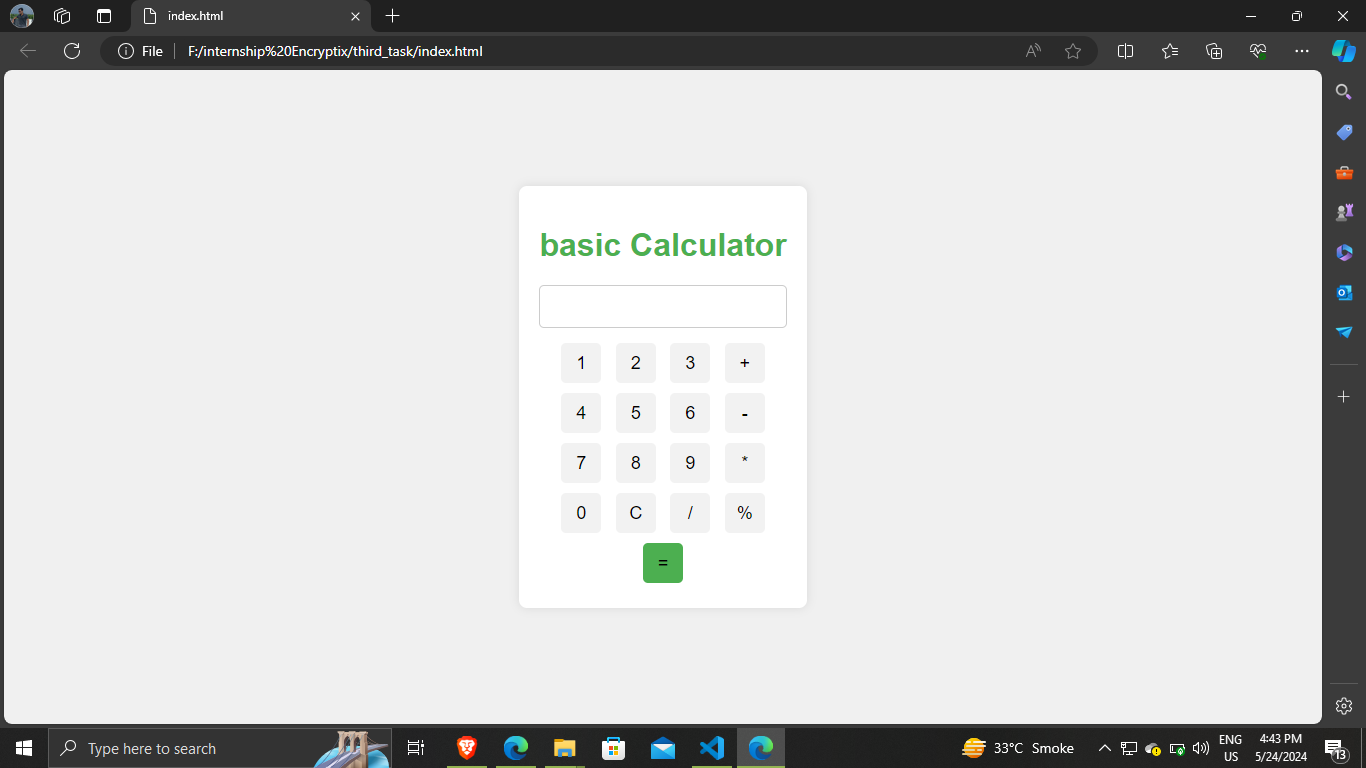 index.html
File F:/internship%20Encryptix/third_task/index.html
basic Calculator
1 2 3 +
4 5 6 -
7 8 9 *
0 C / %
=
Type here to search
33°C Smoke
ENG
US
4:43 PM
5/24/2024
13